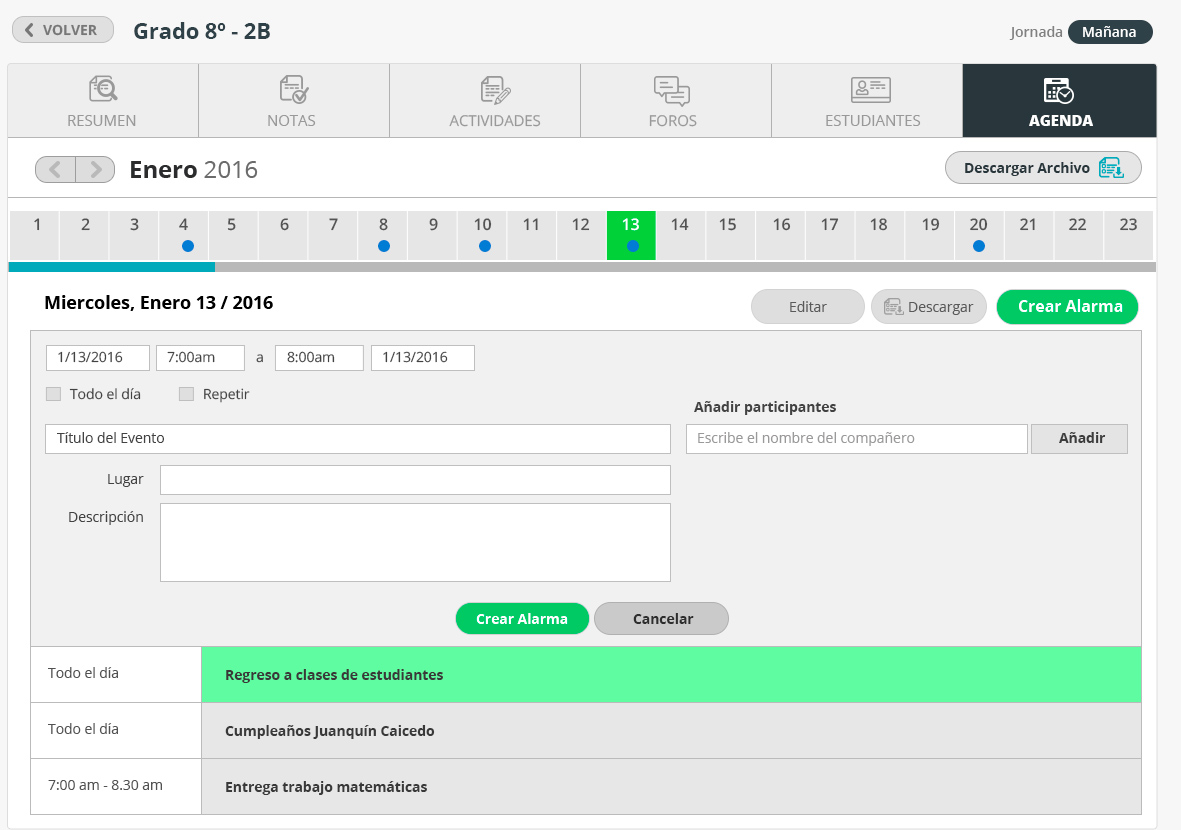 VOLVER Grado 8º - 2B Jornada Mañana
RESUMEN NOTAS ACTIVIDADES FOROS ESTUDIANTES AGENDA
Enero 2016 Descargar Archivo
1 2 3 4 5 6 7 8 9 10 11 12 13 14 15 16 17 18 19 20 21 22 23
Miercoles, Enero 13 / 2016 Editar Descargar Crear Alarma
1/13/2016 7:00am a 8:00am 1/13/2016
Todo el día Repetir
Añadir participantes
Título del Evento Escribe el nombre del compañero Añadir
Lugar
Descripción
Crear Alarma Cancelar
Todo el día Regreso a clases de estudiantes
Todo el día Cumpleaños Juanquín Caicedo
7:00 am - 8.30 am Entrega trabajo matemáticas